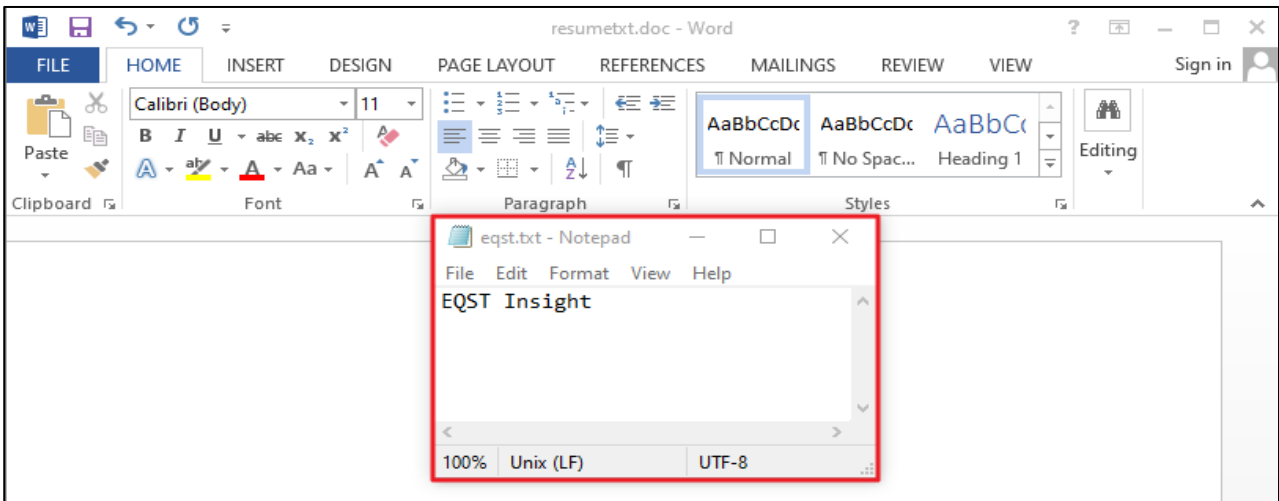 resumetxt.doc - Word
FILE HOME INSERT DESIGN PAGE LAYOUT REFERENCES MAILINGS REVIEW VIEW Sign in
Paste
Clipboard
Calibri (Body) 11
B I U abc X₂ X²
A aby A Aa A A
Font
Paragraph
AaBbCcDc AaBbCcDc AaBbCc
¶ Normal ¶ No Spac... Heading 1
Styles
Editing
eqst.txt - Notepad
File Edit Format View Help
EQST Insight
100% Unix (LF) UTF-8